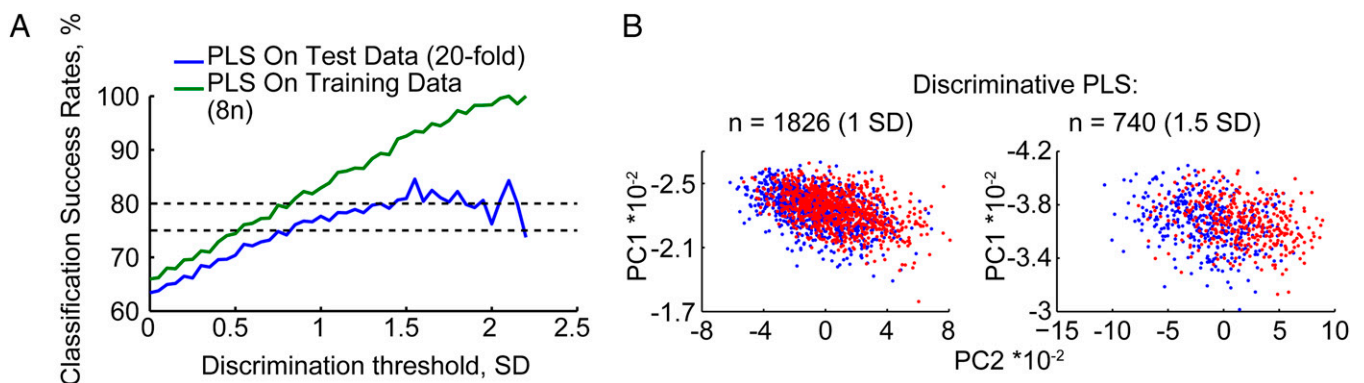 A
Classification Success Rates, %
PLS On Test Data (20-fold)
PLS On Training Data
(8n)
100
90
80
70
60
0
0.5
1
1.5
2
2.5
Discrimination threshold, SD
B
Discriminative PLS:
n = 1826 (1 SD)
n = 740 (1.5 SD)
PC1 *10-2
-2.5
-2.1
-1.7
-8
-4
0
4
8
PC1 *10-2
-4.2
-3.8
-3.4
-3
-15
-10
-5
0
5
10
PC2 *10-2